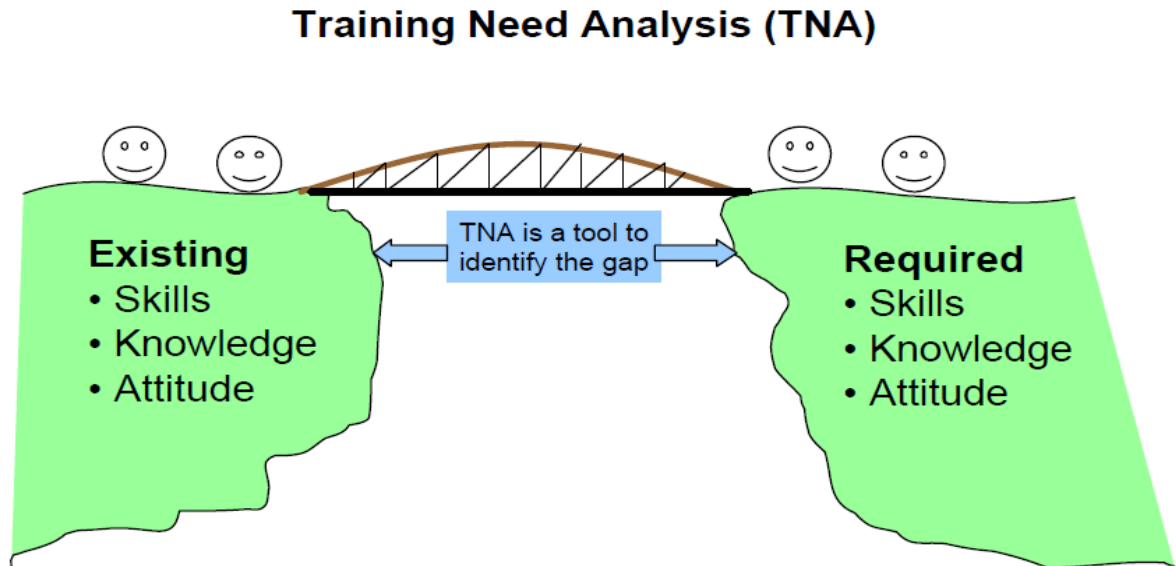 Training Need Analysis (TNA)
TNA is a tool to
identify the gap
Existing
• Skills
• Knowledge
• Attitude
Required
• Skills
• Knowledge
• Attitude